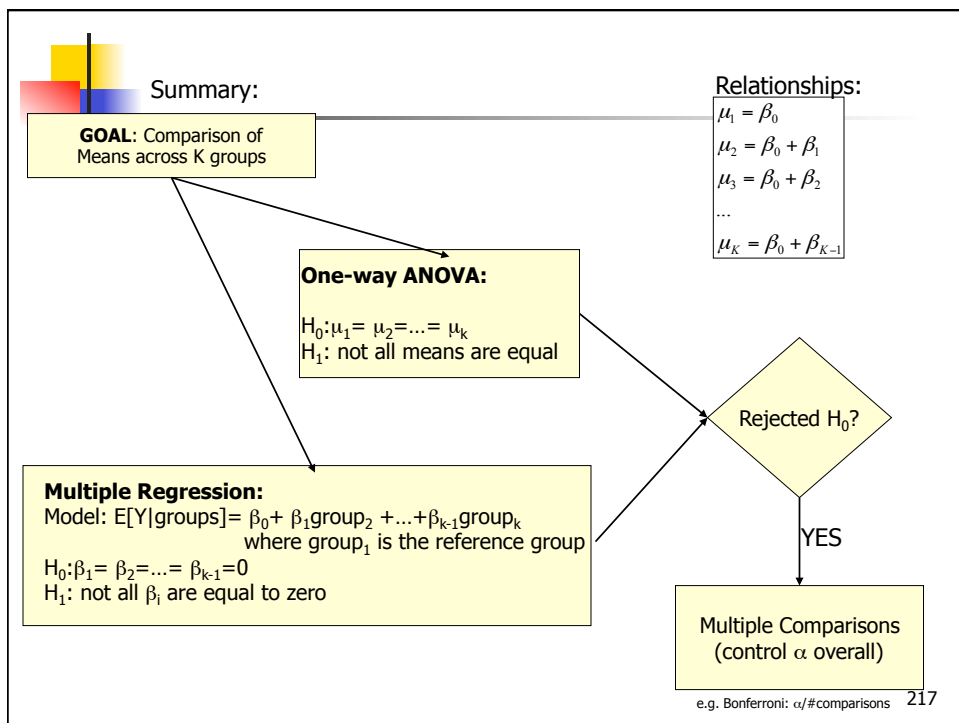 Summary:
Relationships:
GOAL: Comparison of
Means across K groups
μ₁ = β₀
μ₂ = β₀ + β₁
μ₃ = β₀ + β₂
...
μ_K = β₀ + β_{K−1}
One-way ANOVA:
H₀:μ₁= μ₂=...= μₖ
H₁: not all means are equal
Rejected H₀?
Multiple Regression:
Model: E[Y|groups]= β₀+ β₁group₂ +...+βₖ₋₁groupₖ
where group₁ is the reference group
H₀:β₁= β₂=...= βₖ₋₁=0
H₁: not all βᵢ are equal to zero
YES
Multiple Comparisons
(control α overall)
e.g. Bonferroni: α/#comparisons
217